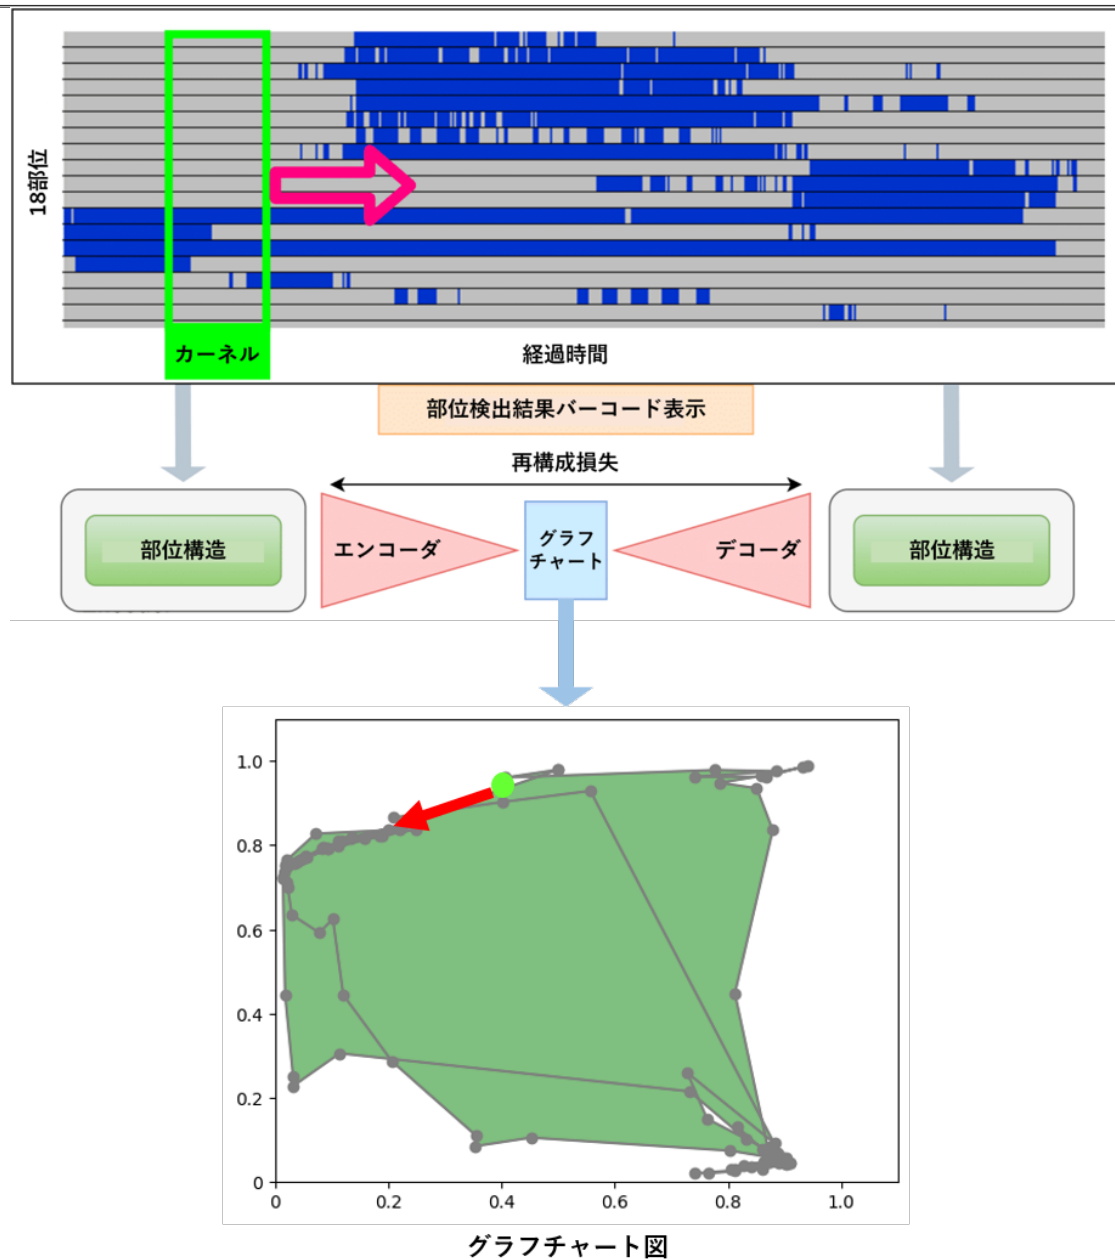 18部位
カーネル
経過時間
部位検出結果バーコード表示
再構成損失
部位構造
エンコーダ
グラフ
チャート
デコーダ
部位構造
1.0
0.8
0.6
0.4
0.2
0
0
0.2
0.4
0.6
0.8
1.0
グラフチャート図